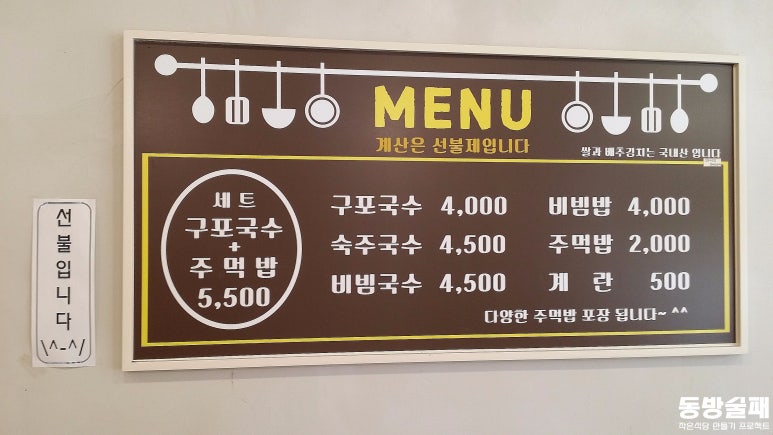 MENU
계산은 선불제입니다
쌀과 배추김치는 국내산 입니다
세트
구포국수
+
주먹밥
5,500
구포국수 4,000
숙주국수 4,500
비빔국수 4,500
비빔밥 4,000
주먹밥 2,000
계란 500
다양한 주먹밥 포장 됩니다~ ^^
선불입니다
\^-^/
동방술패
작은식당 만들기 프로젝트